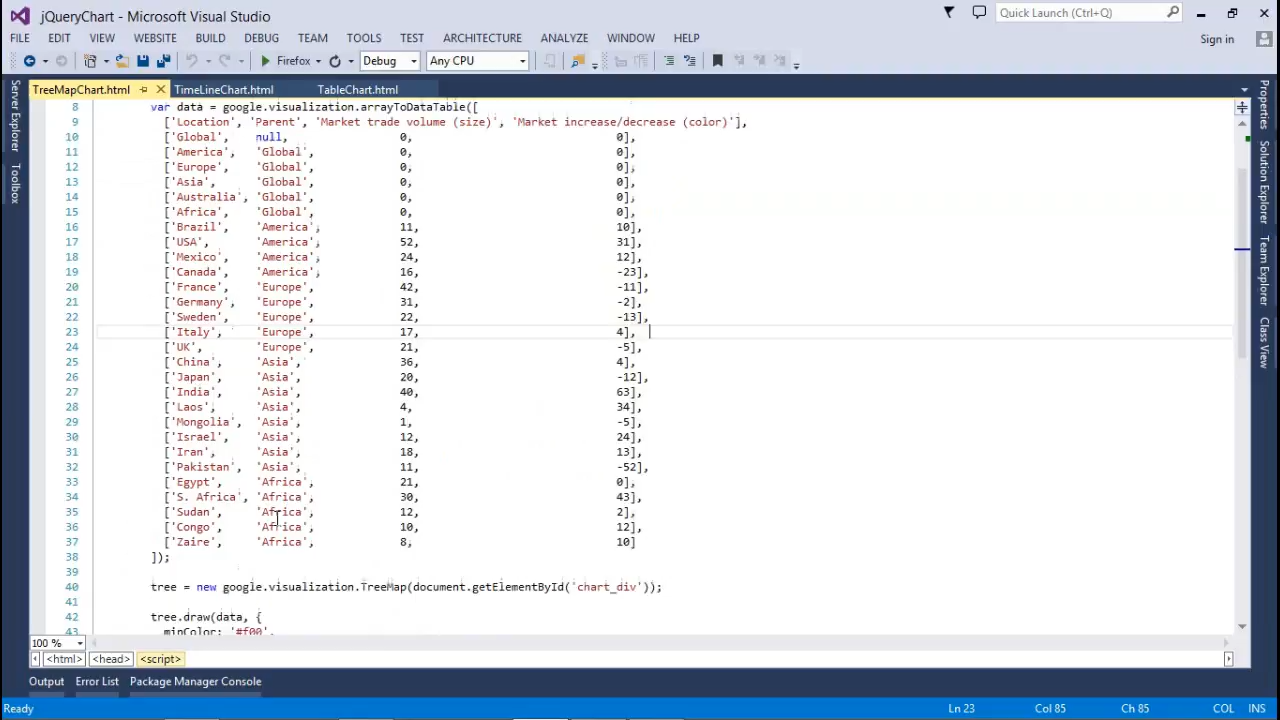 jQueryChart - Microsoft Visual Studio
Quick Launch (Ctrl+Q)
FILE EDIT VIEW WEBSITE BUILD DEBUG TEAM TOOLS TEST ARCHITECTURE ANALYZE WINDOW HELP
Sign in
Firefox Debug Any CPU
TreeMapChart.html TimeLineChart.html TableChart.html
Server Explorer
Toolbox
Properties
Solution Explorer
Team Explorer
Class View
8 var data = google.visualization.arrayToDataTable([
9 ['Location', 'Parent', 'Market trade volume (size)', 'Market increase/decrease (color)'],
10 ['Global', null, 0, 0],
11 ['America', 'Global', 0, 0],
12 ['Europe', 'Global', 0, 0],
13 ['Asia', 'Global', 0, 0],
14 ['Australia', 'Global', 0, 0],
15 ['Africa', 'Global', 0, 0],
16 ['Brazil', 'America', 11, 10],
17 ['USA', 'America', 52, 31],
18 ['Mexico', 'America', 24, 12],
19 ['Canada', 'America', 16, -23],
20 ['France', 'Europe', 42, -11],
21 ['Germany', 'Europe', 31, -2],
22 ['Sweden', 'Europe', 22, -13],
23 ['Italy', 'Europe', 17, 4],
24 ['UK', 'Europe', 21, -5],
25 ['China', 'Asia', 36, 4],
26 ['Japan', 'Asia', 20, -12],
27 ['India', 'Asia', 40, 63],
28 ['Laos', 'Asia', 4, 34],
29 ['Mongolia', 'Asia', 1, -5],
30 ['Israel', 'Asia', 12, 24],
31 ['Iran', 'Asia', 18, 13],
32 ['Pakistan', 'Asia', 11, -52],
33 ['Egypt', 'Africa', 21, 0],
34 ['S. Africa', 'Africa', 30, 43],
35 ['Sudan', 'Africa', 12, 2],
36 ['Congo', 'Africa', 10, 12],
37 ['Zaire', 'Africa', 8, 10]
38 ]);
39
40 tree = new google.visualization.TreeMap(document.getElementById('chart_div'));
41
42 tree.draw(data, {
43 minColor: '#f00',
100 %
<html> <head> <script>
Output Error List Package Manager Console
Ready Ln 23 Col 85 Ch 85 COL INS